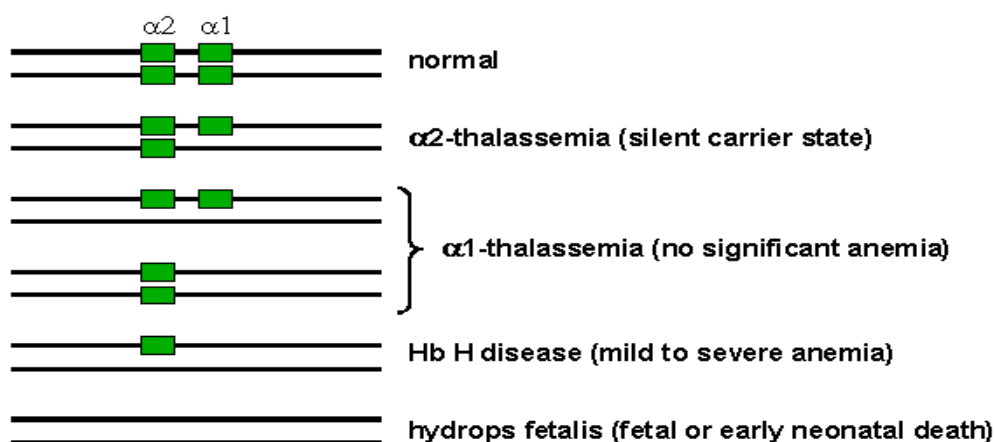 α2 α1
normal
α2-thalassemia (silent carrier state)
α1-thalassemia (no significant anemia)
Hb H disease (mild to severe anemia)
hydrops fetalis (fetal or early neonatal death)